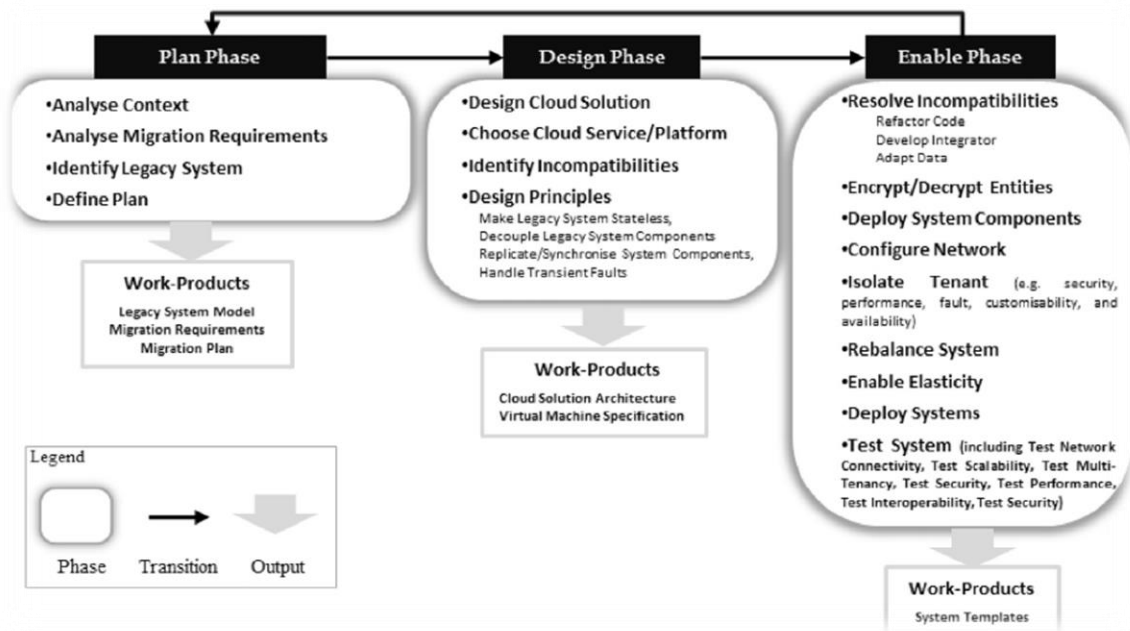 Plan Phase
•Analyse Context
•Analyse Migration Requirements
•Identify Legacy System
•Define Plan
Work-Products
Legacy System Model
Migration Requirements
Migration Plan
Design Phase
•Design Cloud Solution
•Choose Cloud Service/Platform
•Identify Incompatibilities
•Design Principles
Make Legacy System Stateless,
Decouple Legacy System Components
Replicate/Synchronise System Components,
Handle Transient Faults
Work-Products
Cloud Solution Architecture
Virtual Machine Specification
Enable Phase
•Resolve Incompatibilities
Refactor Code
Develop Integrator
Adapt Data
•Encrypt/Decrypt Entities
•Deploy System Components
•Configure Network
•Isolate Tenant (e.g. security,
performance, fault, customisability, and
availability)
•Rebalance System
•Enable Elasticity
•Deploy Systems
•Test System (including Test Network
Connectivity, Test Scalability, Test Multi-
Tenancy, Test Security, Test Performance,
Test Interoperability, Test Security)
Work-Products
System Templates
Legend
Phase
Transition
Output